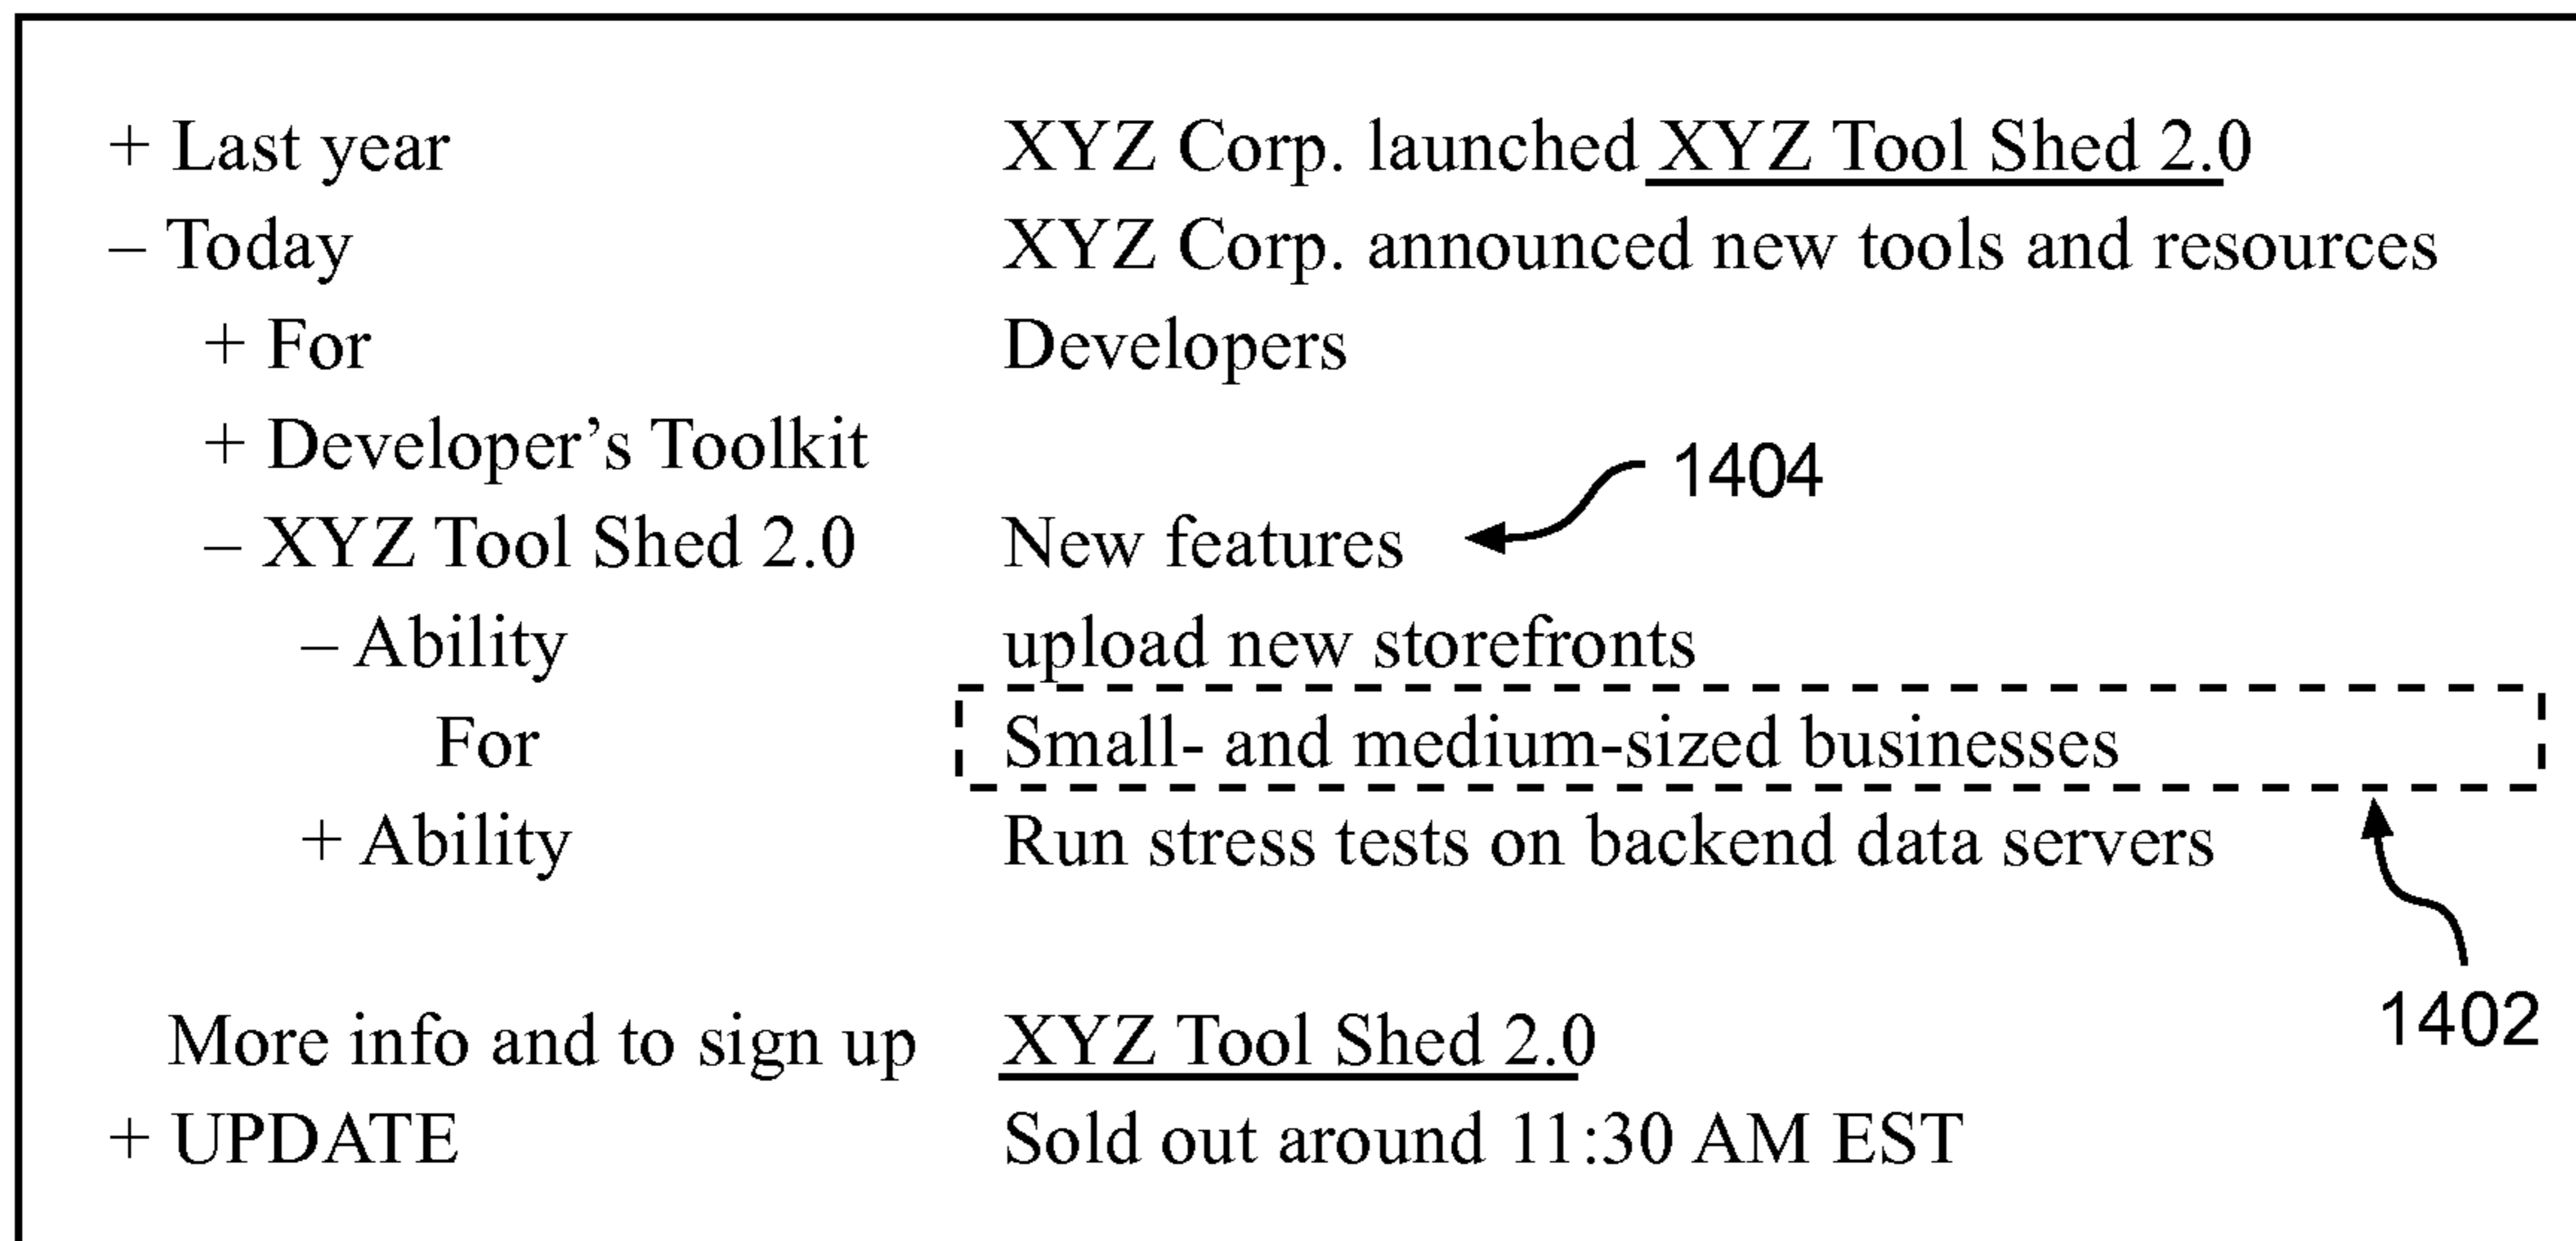 + Last year XYZ Corp. launched XYZ Tool Shed 2.0
– Today XYZ Corp. announced new tools and resources
+ For Developers
+ Developer’s Toolkit
1404
– XYZ Tool Shed 2.0 New features
– Ability upload new storefronts
For Small- and medium-sized businesses
+ Ability Run stress tests on backend data servers
1402
More info and to sign up XYZ Tool Shed 2.0
+ UPDATE Sold out around 11:30 AM EST